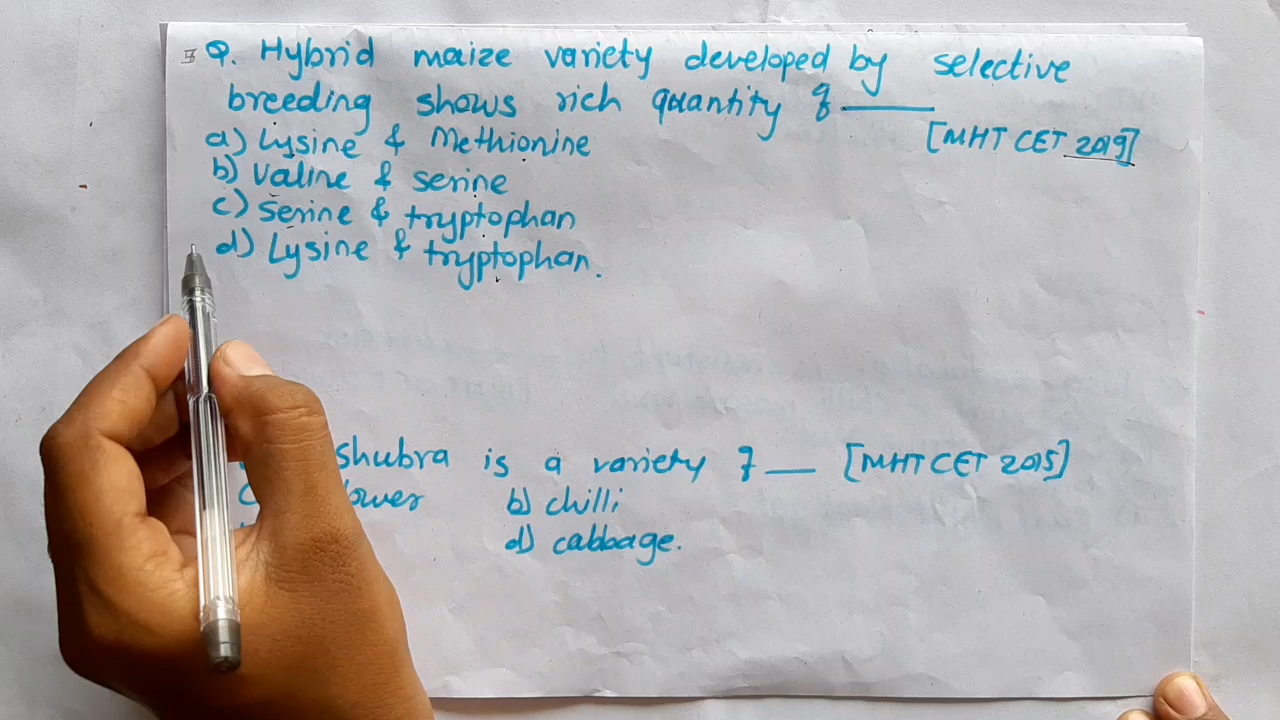 Q. Hybrid maize variety developed by selective
breeding shows rich quantity of ____
[MHT CET 2019]
a) Lysine & Methionine
b) Valine & serine
c) Serine & tryptophan
d) Lysine & tryptophan.
shubra is a variety of __ [MHT CET 2015]
b) chilli
d) cabbage.